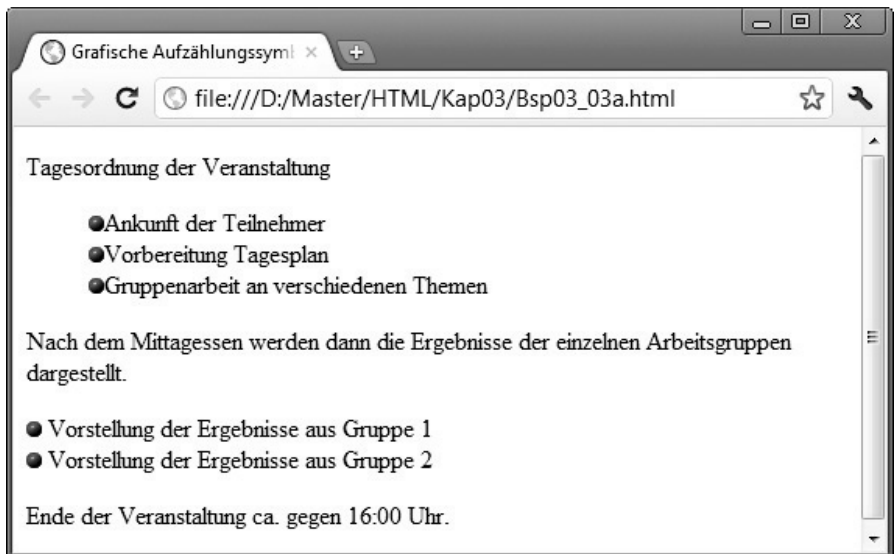 Grafische Aufzählungssym
file:///D:/Master/HTML/Kap03/Bsp03_03a.html
Tagesordnung der Veranstaltung
Ankunft der Teilnehmer
Vorbereitung Tagesplan
Gruppenarbeit an verschiedenen Themen
Nach dem Mittagessen werden dann die Ergebnisse der einzelnen Arbeitsgruppen
dargestellt.
Vorstellung der Ergebnisse aus Gruppe 1
Vorstellung der Ergebnisse aus Gruppe 2
Ende der Veranstaltung ca. gegen 16:00 Uhr.